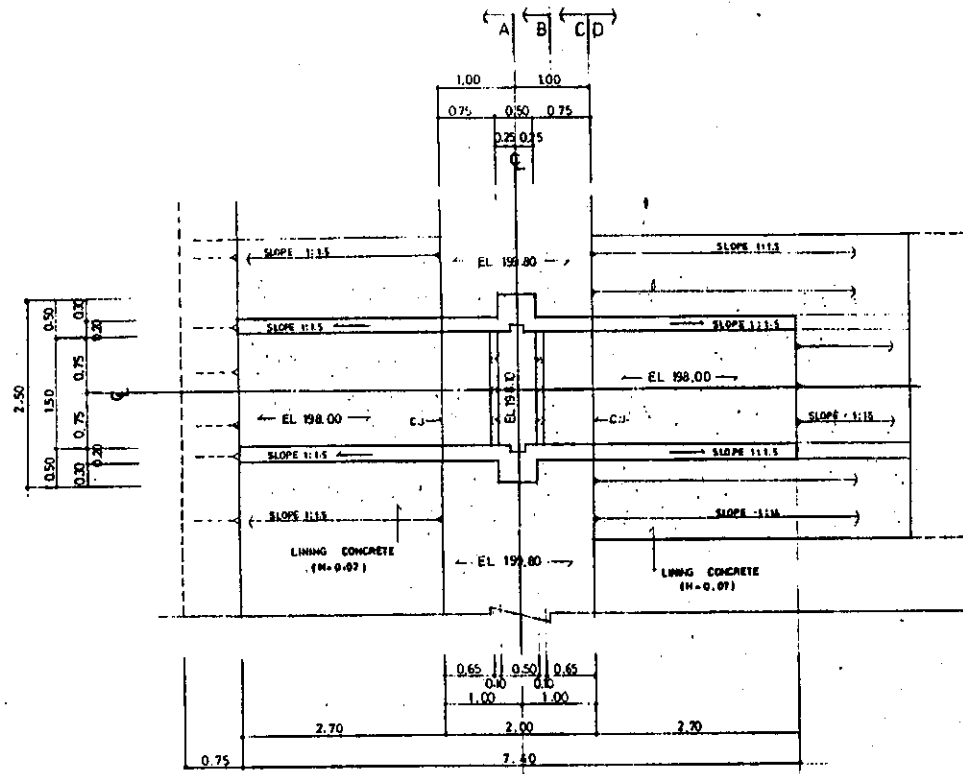 A B C D
1.00 1.00
0.75 0.50 0.75
0.25 0.25
SLOPE 1:1.5
SLOPE 1:1.5
EL 199.80
SLOPE 1:1.5
SLOPE 1:1.5
0.50 0.30
0.20
2.50 1.50 0.75
0.75
0.50 0.30 0.20
EL 198.10
EL 198.00
EL 198.00
C.J
C.J
SLOPE 1:1.5
SLOPE 1:1.5
SLOPE 1:1.5
SLOPE 1:1.5
LINING CONCRETE
(H=0.07)
EL 199.80
LINING CONCRETE
(H=0.07)
0.65 0.50 0.65
0.10 0.10
1.00 1.00
2.70 2.00 2.70
0.75 7.40